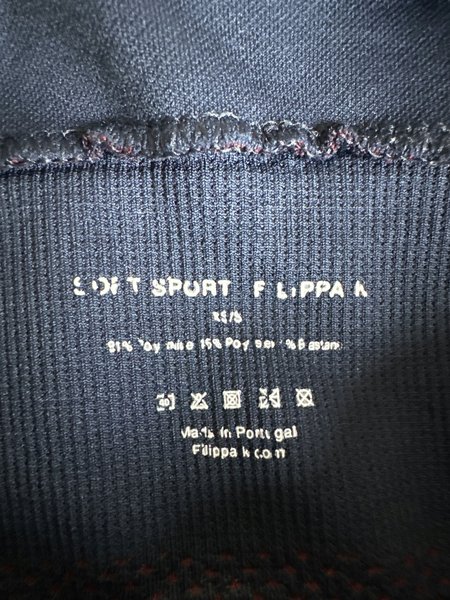 SOFT SPORT FILIPPA K
XS/S
81% Polyamide 15% Polyester % Elastane
Made in Portugal
Filippa-k.com